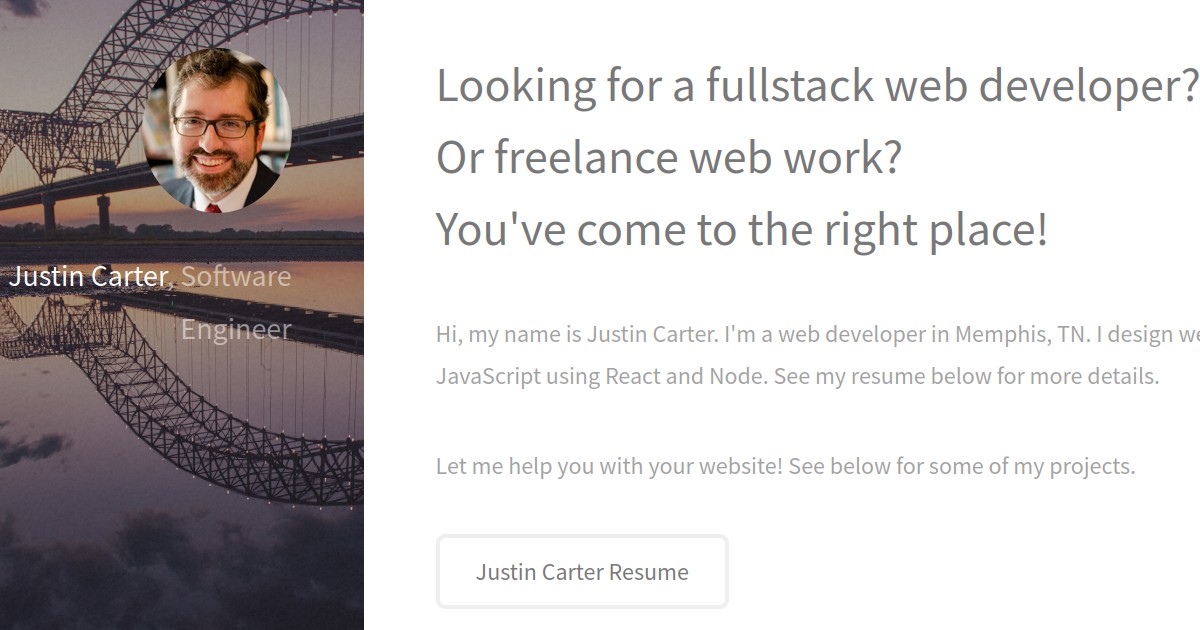 Justin Carter, Software
Engineer
Looking for a fullstack web developer?
Or freelance web work?
You've come to the right place!
Hi, my name is Justin Carter. I'm a web developer in Memphis, TN. I design
JavaScript using React and Node. See my resume below for more details.
Let me help you with your website! See below for some of my projects.
Justin Carter Resume